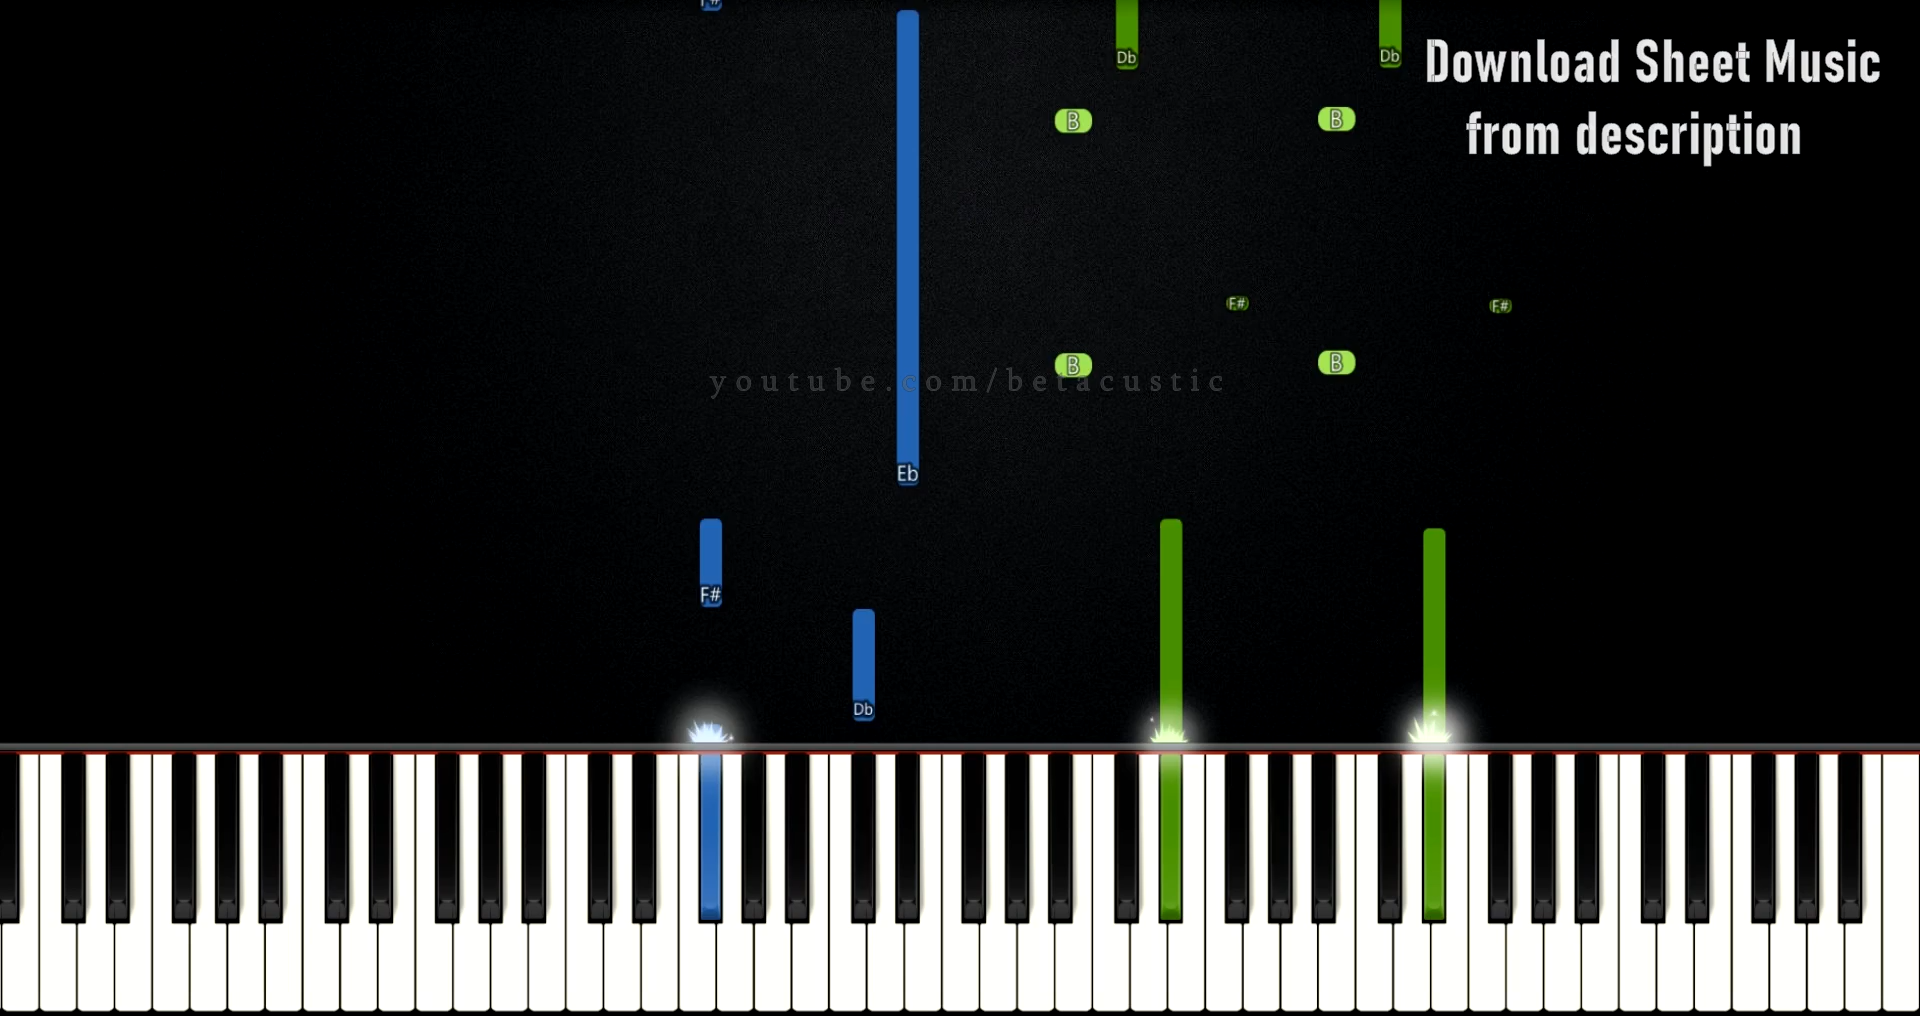 F#
Db
Db
Download Sheet Music
from description
B
B
F#
F#
B
B
youtube.com/betacustic
Eb
F#
Db